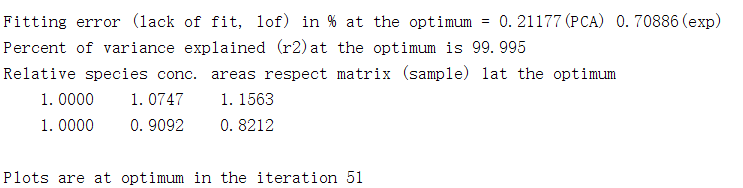 Fitting error (lack of fit, lof) in % at the optimum = 0.21177(PCA) 0.70886(exp)
Percent of variance explained (r2)at the optimum is 99.995
Relative species conc. areas respect matrix (sample) 1at the optimum
1.0000 1.0747 1.1563
1.0000 0.9092 0.8212
Plots are at optimum in the iteration 51